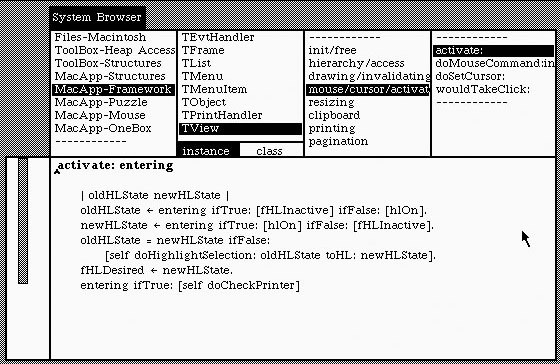 System Browser
Files-Macintosh
ToolBox-Heap Access
ToolBox-Structures
MacApp-Structures
MacApp-Framework
MacApp-Puzzle
MacApp-Mouse
MacApp-OneBox
------------
TEvtHandler
TFrame
TList
TMenu
TMenuItem
TObject
TPrintHandler
TView
instance class
------------
init/free
hierarchy/access
drawing/invalidating
mouse/cursor/activat
resizing
clipboard
printing
pagination
------------
activate:
doMouseCommand:in
doSetCursor:
wouldTakeClick:
------------
activate: entering
| oldHLState newHLState |
oldHLState ← entering ifTrue: [fHLInactive] ifFalse: [hlOn].
newHLState ← entering ifTrue: [hlOn] ifFalse: [fHLInactive].
oldHLState = newHLState ifFalse:
[self doHighlightSelection: oldHLState toHL: newHLState].
fHLDesired ← newHLState.
entering ifTrue: [self doCheckPrinter]